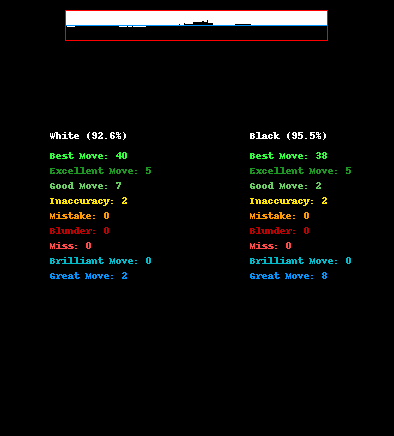 White (92.6%) Black (95.5%)
Best Move: 40 Best Move: 38
Excellent Move: 5 Excellent Move: 5
Good Move: 7 Good Move: 2
Inaccuracy: 2 Inaccuracy: 2
Mistake: 0 Mistake: 0
Blunder: 0 Blunder: 0
Miss: 0 Miss: 0
Brilliant Move: 0 Brilliant Move: 0
Great Move: 2 Great Move: 8